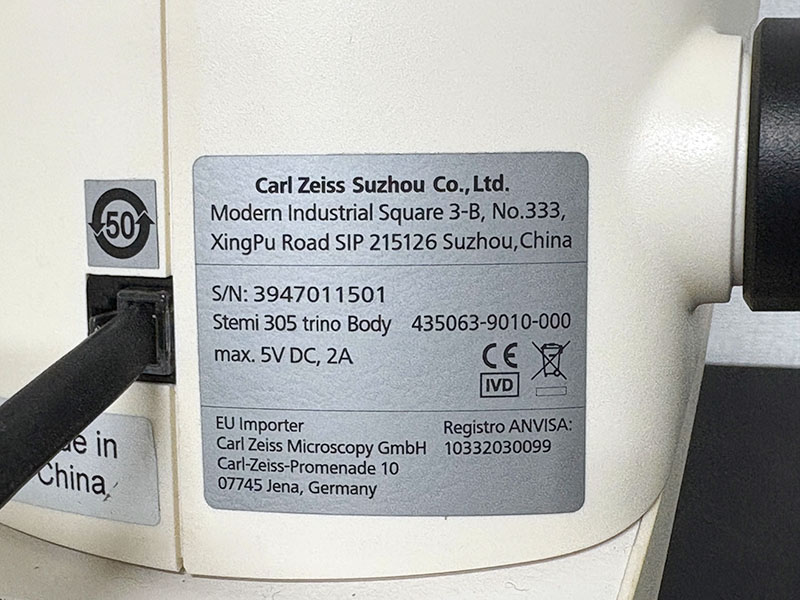 Carl Zeiss Suzhou Co.,Ltd.
Modern Industrial Square 3-B, No.333,
XingPu Road SIP 215126 Suzhou,China
50
S/N: 3947011501
Stemi 305 trino Body 435063-9010-000
max. 5V DC, 2A
CE
IVD
EU Importer
Carl Zeiss Microscopy GmbH
Carl-Zeiss-Promenade 10
07745 Jena, Germany
Registro ANVISA:
10332030099
in
China